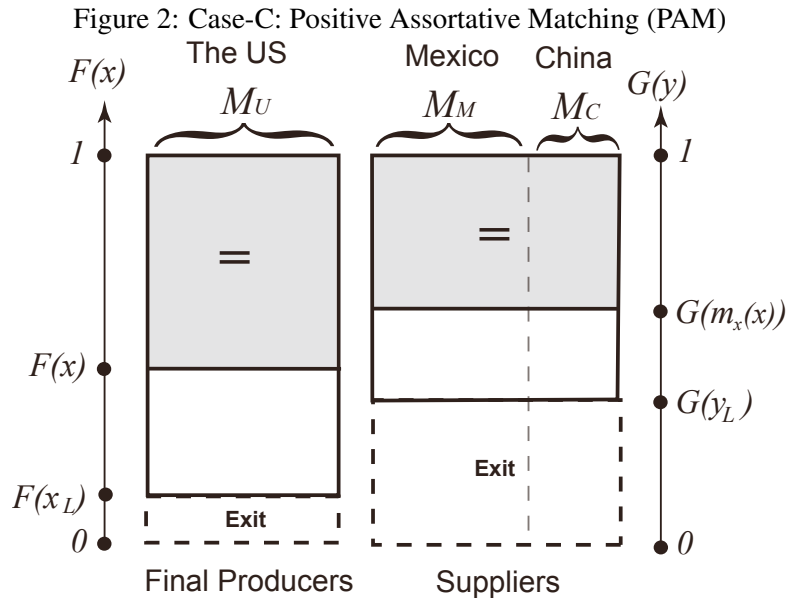 Figure 2: Case-C: Positive Assortative Matching (PAM)
The US Mexico China
F(x) G(y)
M_U M_M M_C
1 1
= =
G(m_x(x))
F(x)
G(y_L)
Exit
F(x_L)
Exit
0 0
Final Producers Suppliers